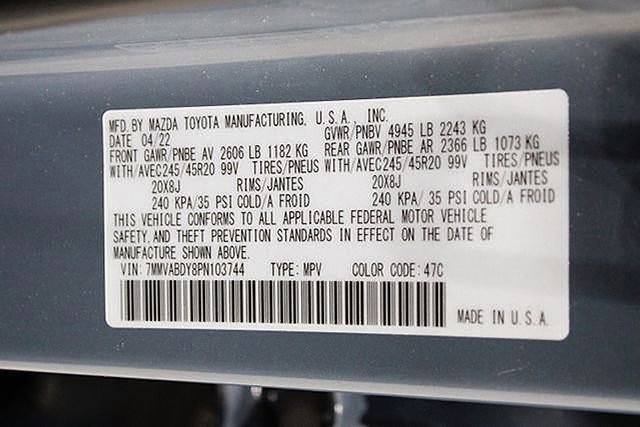 MFD. BY MAZDA TOYOTA MANUFACTURING, U.S.A., INC.
DATE 04/22 GVWR/PNBV 4945 LB 2243 KG
FRONT GAWR/PNBE AV 2606 LB 1182 KG REAR GAWR/PNBE AR 2366 LB 1073 KG
WITH/AVEC245/45R20 99V TIRES/PNEUS WITH/AVEC245/45R20 99V TIRES/PNEUS
20X8J RIMS/JANTES 20X8J RIMS/JANTES
240 KPA/35 PSI COLD/A FROID 240 KPA/35 PSI COLD/A FROID
THIS VEHICLE CONFORMS TO ALL APPLICABLE FEDERAL MOTOR VEHICLE
SAFETY, AND THEFT PREVENTION STANDARDS IN EFFECT ON THE DATE OF
MANUFACTURE SHOWN ABOVE.
VIN: 7MMVABDY8PN103744 TYPE: MPV COLOR CODE: 47C
MADE IN U.S.A.